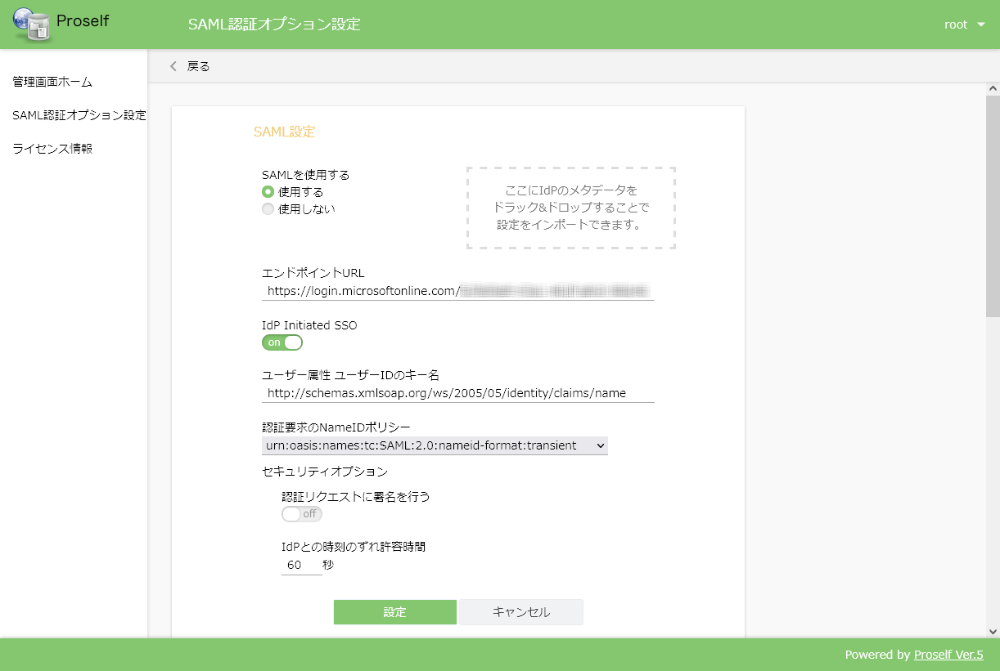 Proself
SAML認証オプション設定
root
管理画面ホーム
SAML認証オプション設定
ライセンス情報
戻る
SAML設定
SAMLを使用する
使用する
使用しない
ここにIdPのメタデータを
ドラック&ドロップすることで
設定をインポートできます。
エンドポイントURL
https://login.microsoftonline.com/
IdP Initiated SSO
on
ユーザー属性 ユーザーIDのキー名
http://schemas.xmlsoap.org/ws/2005/05/identity/claims/name
認証要求のNameIDポリシー
urn:oasis:names:tc:SAML:2.0:nameid-format:transient
セキュリティオプション
認証リクエストに署名を行う
off
IdPとの時刻のずれ許容時間
60 秒
設定
キャンセル
Powered by Proself Ver.5